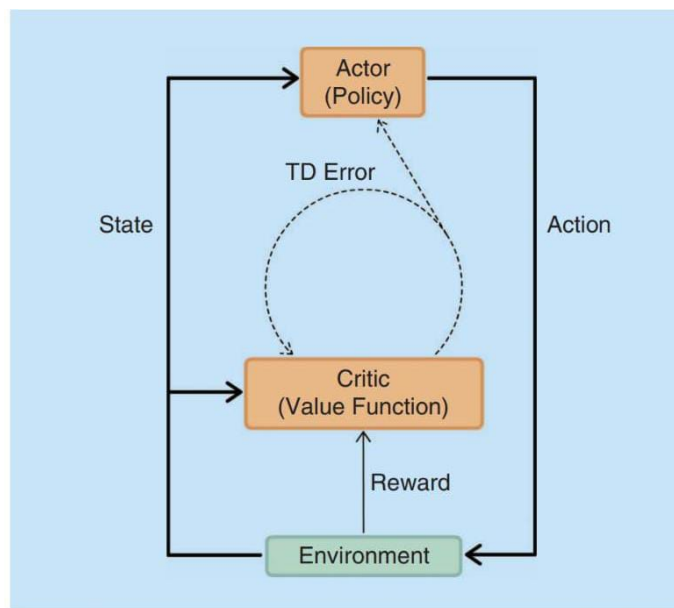 Actor
(Policy)
TD Error
State
Action
Critic
(Value Function)
Reward
Environment